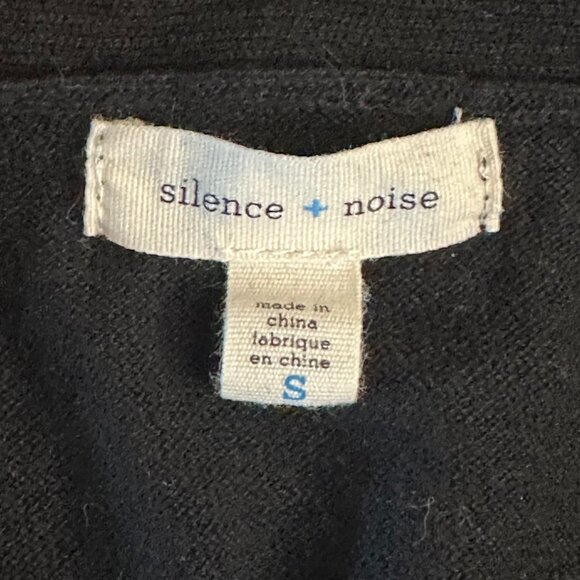 silence + noise
made in
china
fabrique
en chine
S